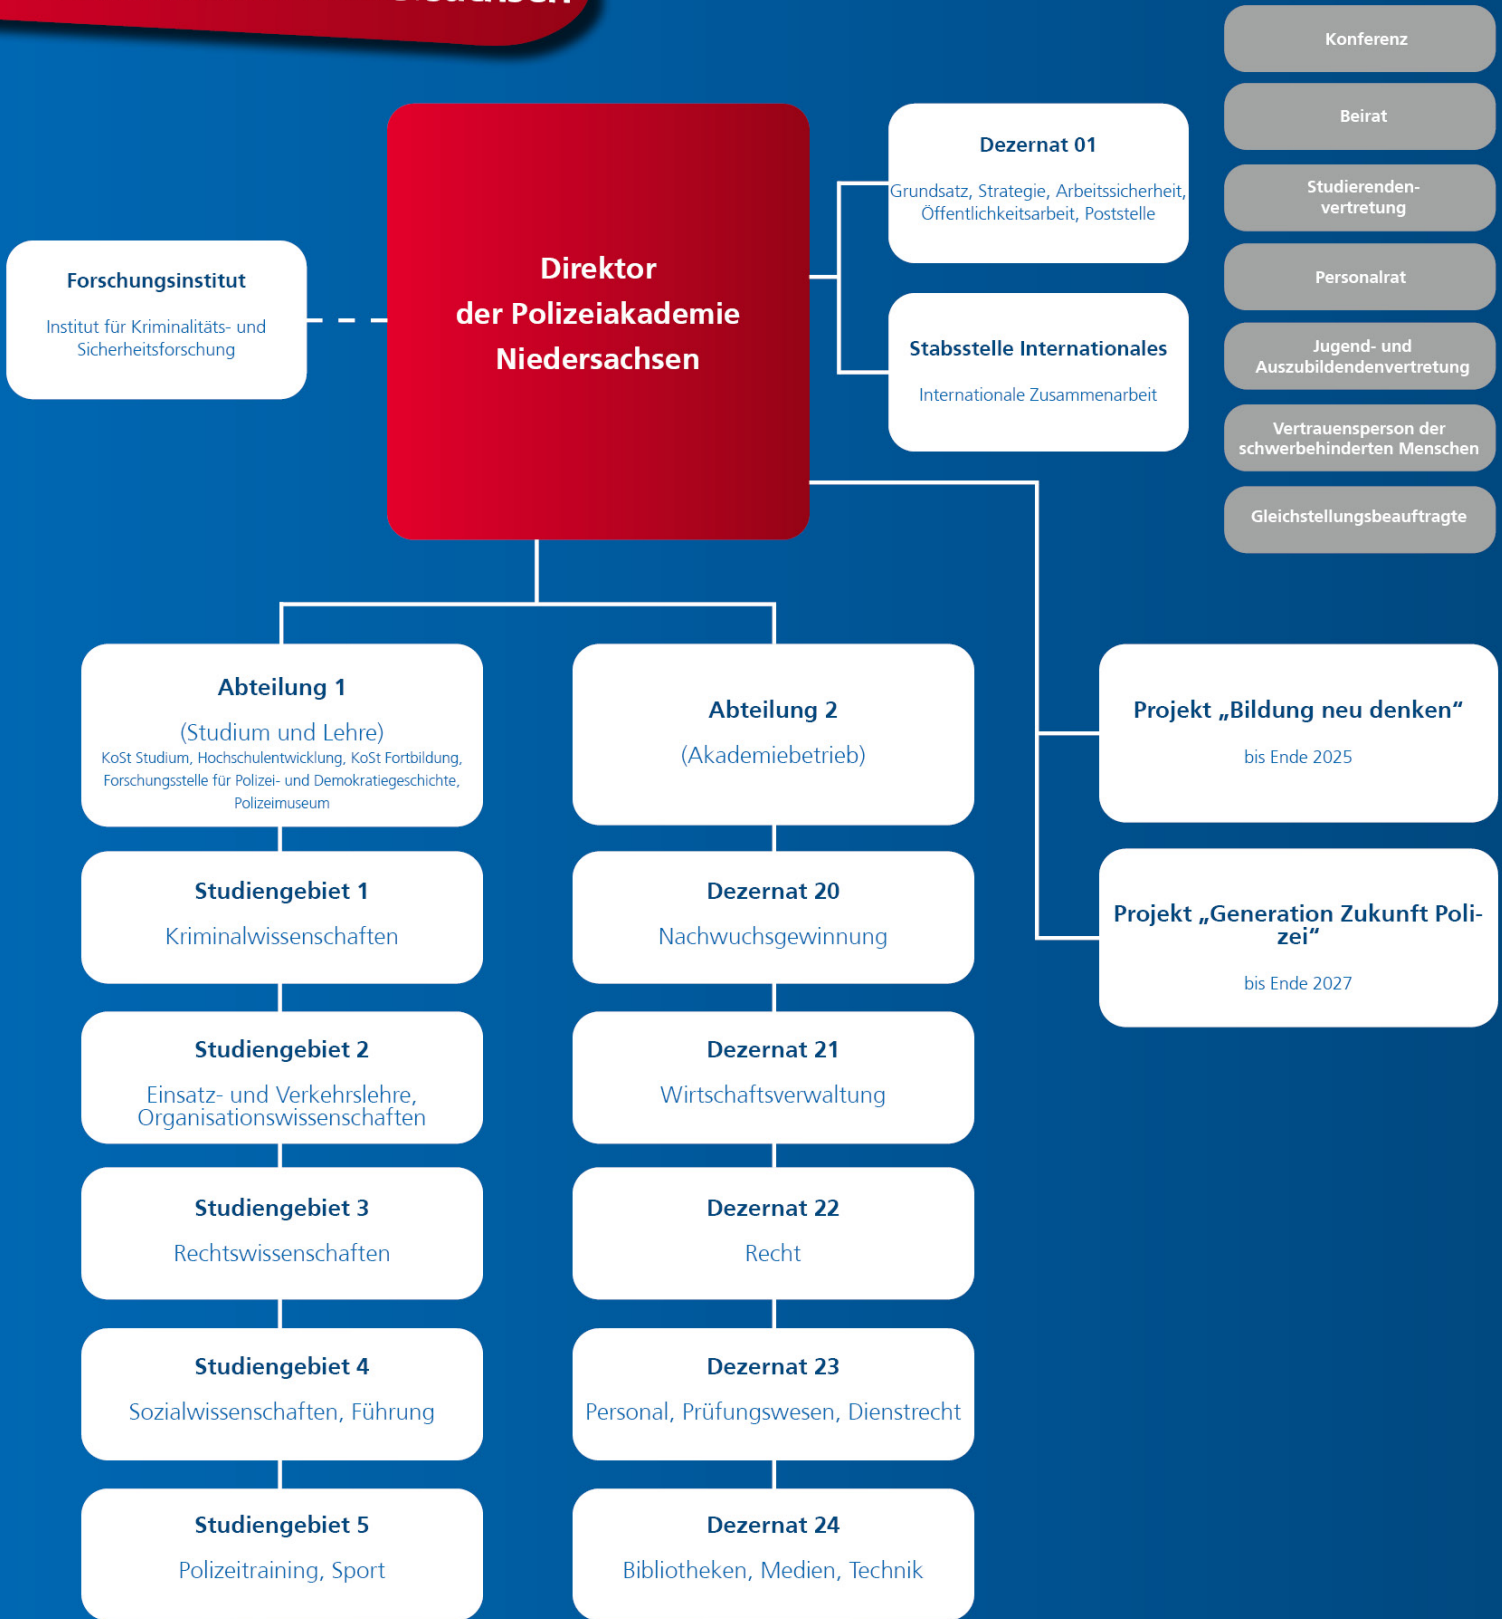 Konferenz
Beirat
Studierenden-
vertretung
Personalrat
Jugend- und
Auszubildendenvertretung
Vertrauensperson der
schwerbehinderten Menschen
Gleichstellungsbeauftragte
Direktor
der Polizeiakademie
Niedersachsen
Forschungsinstitut
Institut für Kriminalitäts- und
Sicherheitsforschung
Dezernat 01
Grundsatz, Strategie, Arbeitssicherheit,
Öffentlichkeitsarbeit, Poststelle
Stabsstelle Internationales
Internationale Zusammenarbeit
Abteilung 1
(Studium und Lehre)
KoSt Studium, Hochschulentwicklung, KoSt Fortbildung,
Forschungsstelle für Polizei- und Demokratiegeschichte,
Polizeimuseum
Studiengebiet 1
Kriminalwissenschaften
Studiengebiet 2
Einsatz- und Verkehrslehre,
Organisationswissenschaften
Studiengebiet 3
Rechtswissenschaften
Studiengebiet 4
Sozialwissenschaften, Führung
Studiengebiet 5
Polizeitraining, Sport
Abteilung 2
(Akademiebetrieb)
Dezernat 20
Nachwuchsgewinnung
Dezernat 21
Wirtschaftsverwaltung
Dezernat 22
Recht
Dezernat 23
Personal, Prüfungswesen, Dienstrecht
Dezernat 24
Bibliotheken, Medien, Technik
Projekt „Bildung neu denken“
bis Ende 2025
Projekt „Generation Zukunft Poli-
zei“
bis Ende 2027